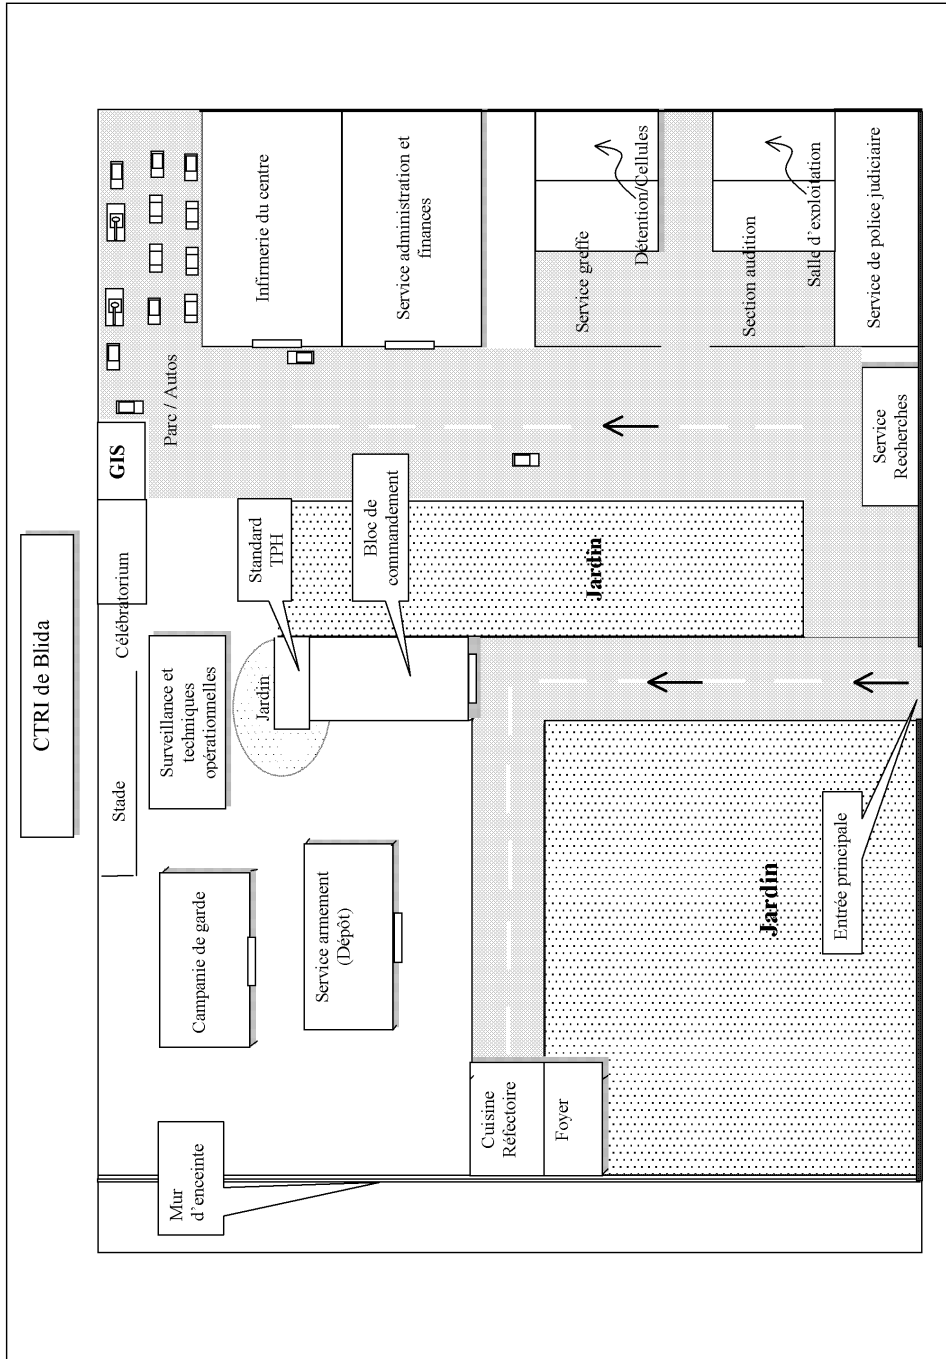 CTRI de Blida
Mur
d'enceinte
Campanie de garde
Stade
Célébratorium
GIS
Parc / Autos
Surveillance et
techniques
opérationnelles
Jardin
Standard
TPH
Bloc de
commandement
Infirmerie du centre
Service administration et
finances
Service armement
(Dépôt)
Cuisine
Réfectoire
Foyer
Jardin
Service greffe
Détention/Cellules
Section audition
Salle d'exploitation
Service de police judiciaire
Service
Recherches
Jardin
Entrée principale